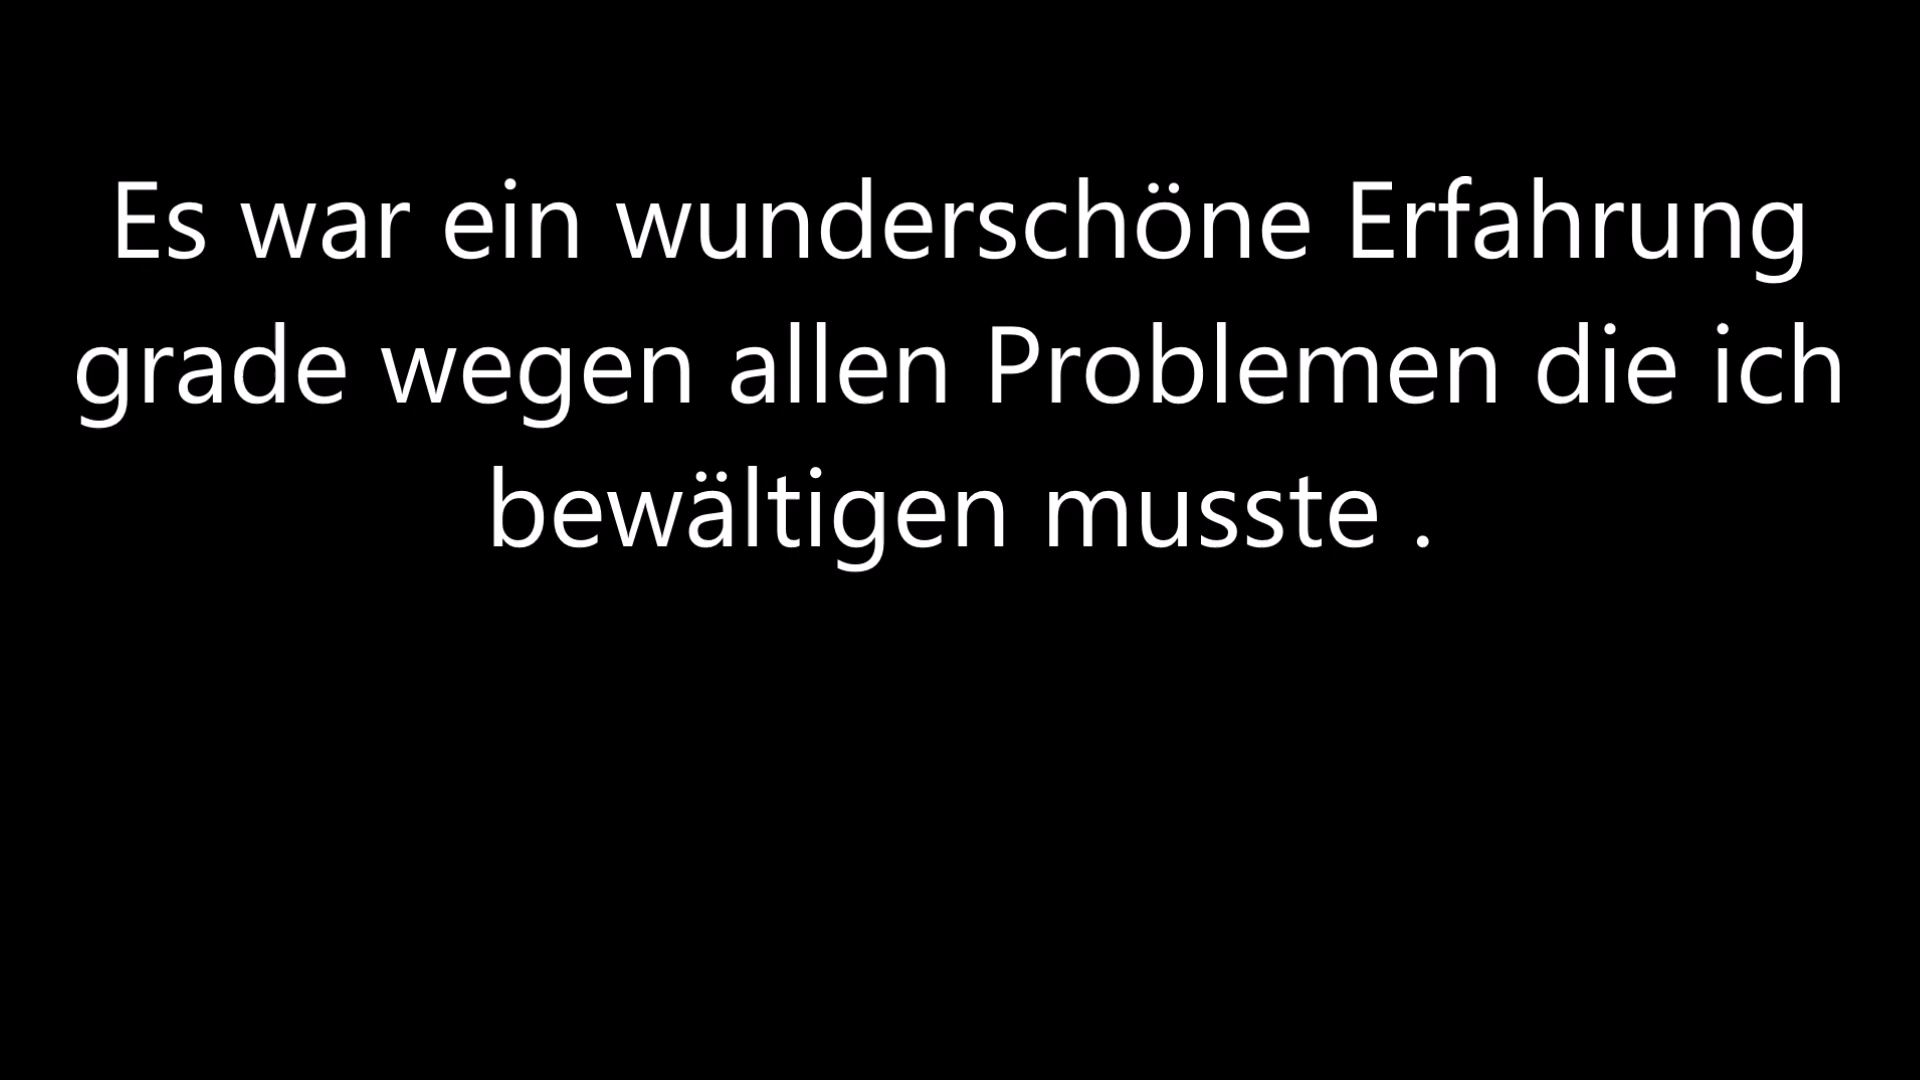 Es war ein wunderschöne Erfahrung
grade wegen allen Problemen die ich
bewältigen musste .